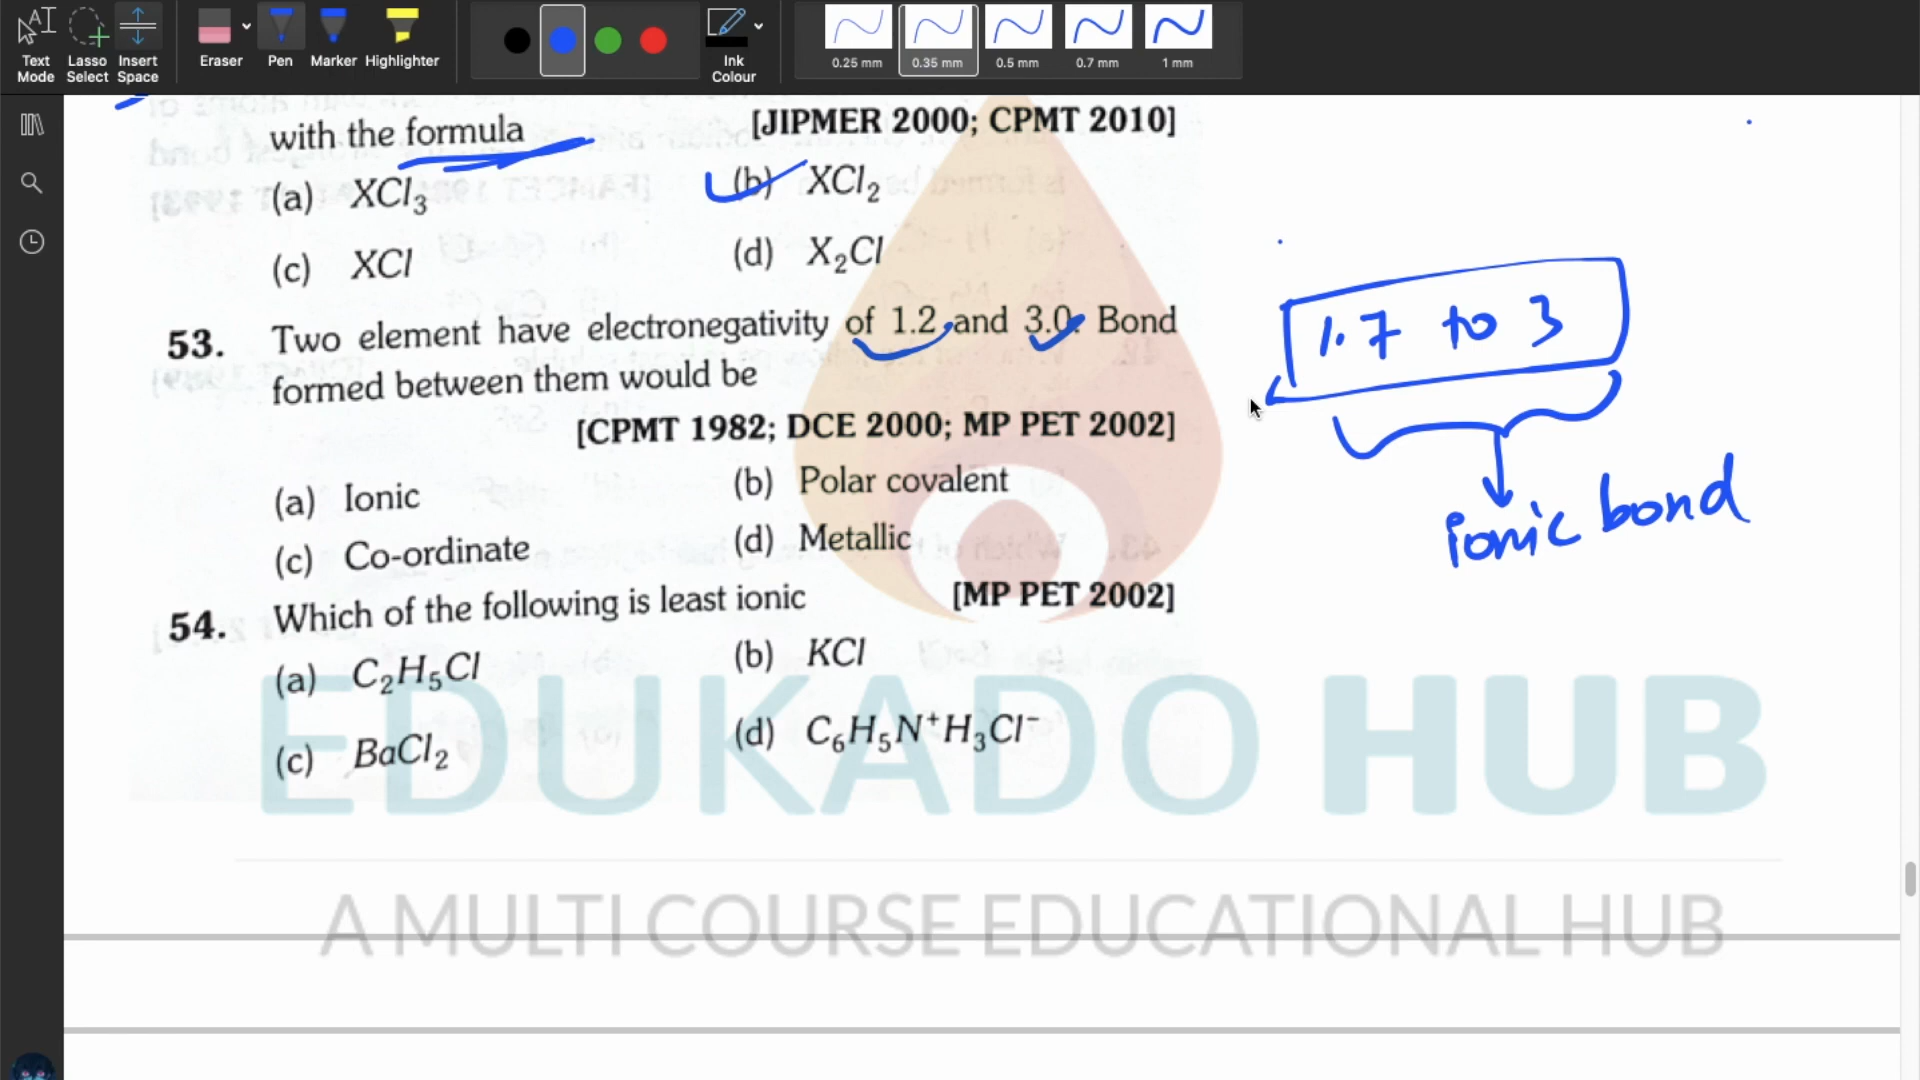 Text Mode
Lasso Select
Insert Space
Eraser
Pen
Marker
Highlighter
Ink Colour
0.25 mm
0.35 mm
0.5 mm
0.7 mm
1 mm
with the formula [JIPMER 2000; CPMT 2010]
(a) XCl₃ (b) XCl₂
(c) XCl (d) X₂Cl
53. Two element have electronegativity of 1.2 and 3.0. Bond
formed between them would be
[CPMT 1982; DCE 2000; MP PET 2002]
(a) Ionic (b) Polar covalent
(c) Co-ordinate (d) Metallic
54. Which of the following is least ionic [MP PET 2002]
(a) C₂H₅Cl (b) KCl
(c) BaCl₂ (d) C₆H₅N⁺H₃Cl⁻
1.7 to 3
ionic bond
EDUKADO HUB
A MULTI COURSE EDUCATIONAL HUB